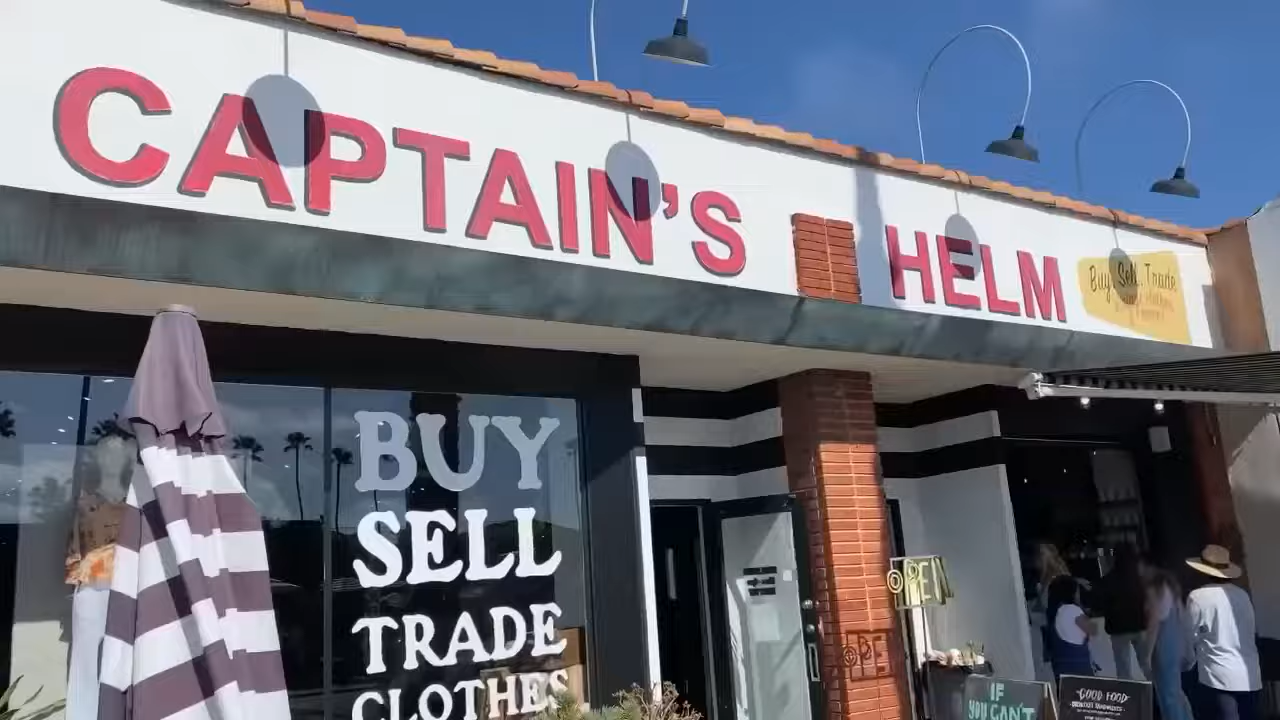 CAPTAIN'S HELM
Buy. Sell. Trade
BUY
SELL
TRADE
CLOTHES
OPEN
IF
YOU CAN'T
GOOD FOOD